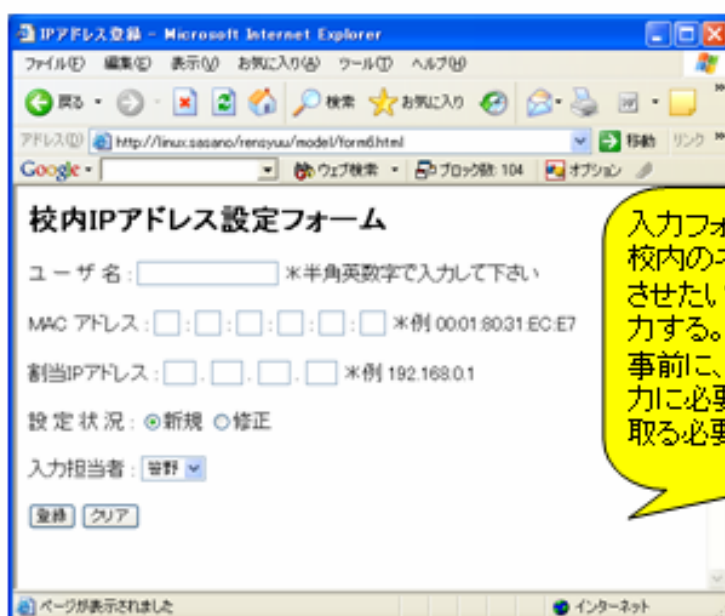 IPアドレス登録 - Microsoft Internet Explorer
ファイル(F) 編集(E) 表示(V) お気に入り(A) ツール(T) ヘルプ(H)
戻る 検索 お気に入り
アドレス(D) http://linux.sasano/rensyuu/model/form6.html 移動 リンク
Google ウェブ検索 ブロック数: 104 オプション
校内IPアドレス設定フォーム
ユーザ名: ※半角英数字で入力して下さい
MAC アドレス: : : : : : ※例 00:01:80:31:EC:E7
割当IPアドレス: . . . ※例 192.168.0.1
設定状況: 新規 修正
入力担当者: 笹野
登録 クリア
入力フォ
校内のネ
させたい
力する。
事前に、
力に必要
取る必要
ページが表示されました インターネット